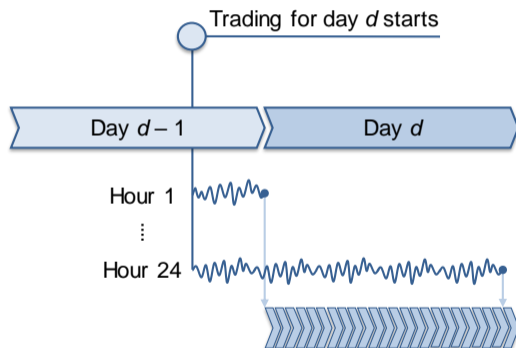 Trading for day d starts
Day d – 1
Day d
Hour 1
Hour 24